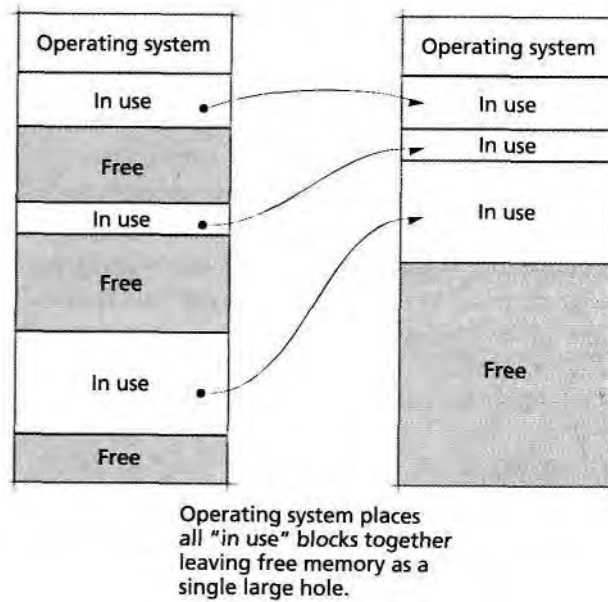 Operating system
In use
Free
In use
Free
In use
Free
Operating system
In use
In use
In use
Free
Operating system places
all "in use" blocks together
leaving free memory as a
single large hole.